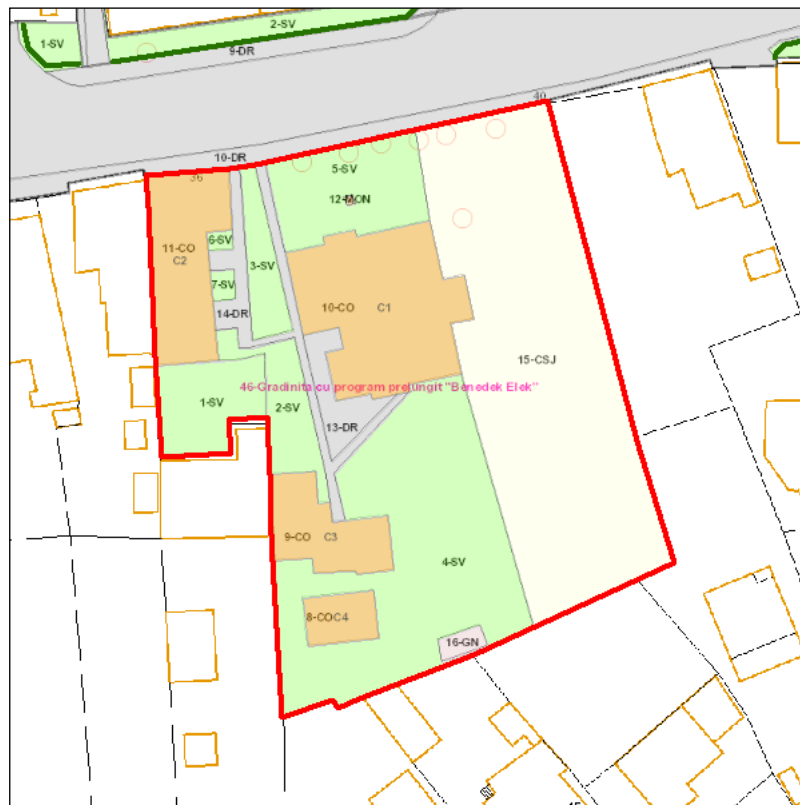 2-SV
1-SV
9-DR
40
10-DR
36
5-SV
12-MON
6-SV
11-CO
C2
3-SV
7-SV
14-DR
10-CO C1
15-CSJ
46-Gradinita cu program prelungit "Benedek Elek"
1-SV
2-SV
13-DR
9-CO C3
4-SV
8-COC4
16-GN